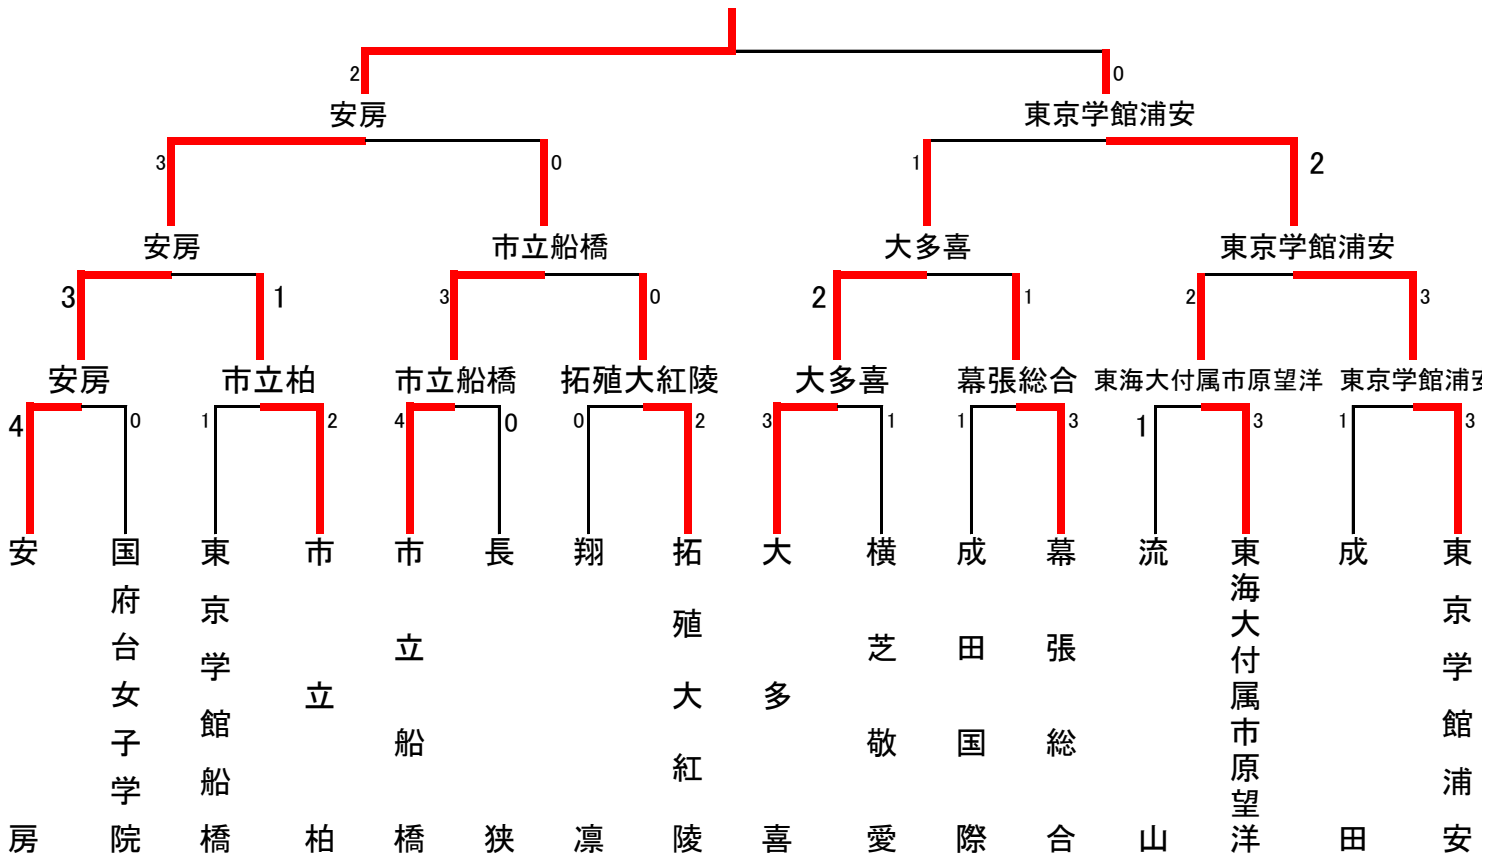 2 0
安房 東京学館浦安
3 0 1 2
安房 市立船橋 大多喜 東京学館浦安
3 1 3 0 2 1 2 3
安房 市立柏 市立船橋 拓殖大紅陵 大多喜 幕張総合 東海大付属市原望洋 東京学館浦安
4 0 1 2 4 0 0 2 3 1 1 3 1 3 1 3
安房
国府台女子学院
東京学館船橋
市立柏
市立船橋
長狭
翔凛
拓殖大紅陵
大多喜
横芝敬愛
成田国際
幕張総合
流山
東海大付属市原望洋
成田
東京学館浦安